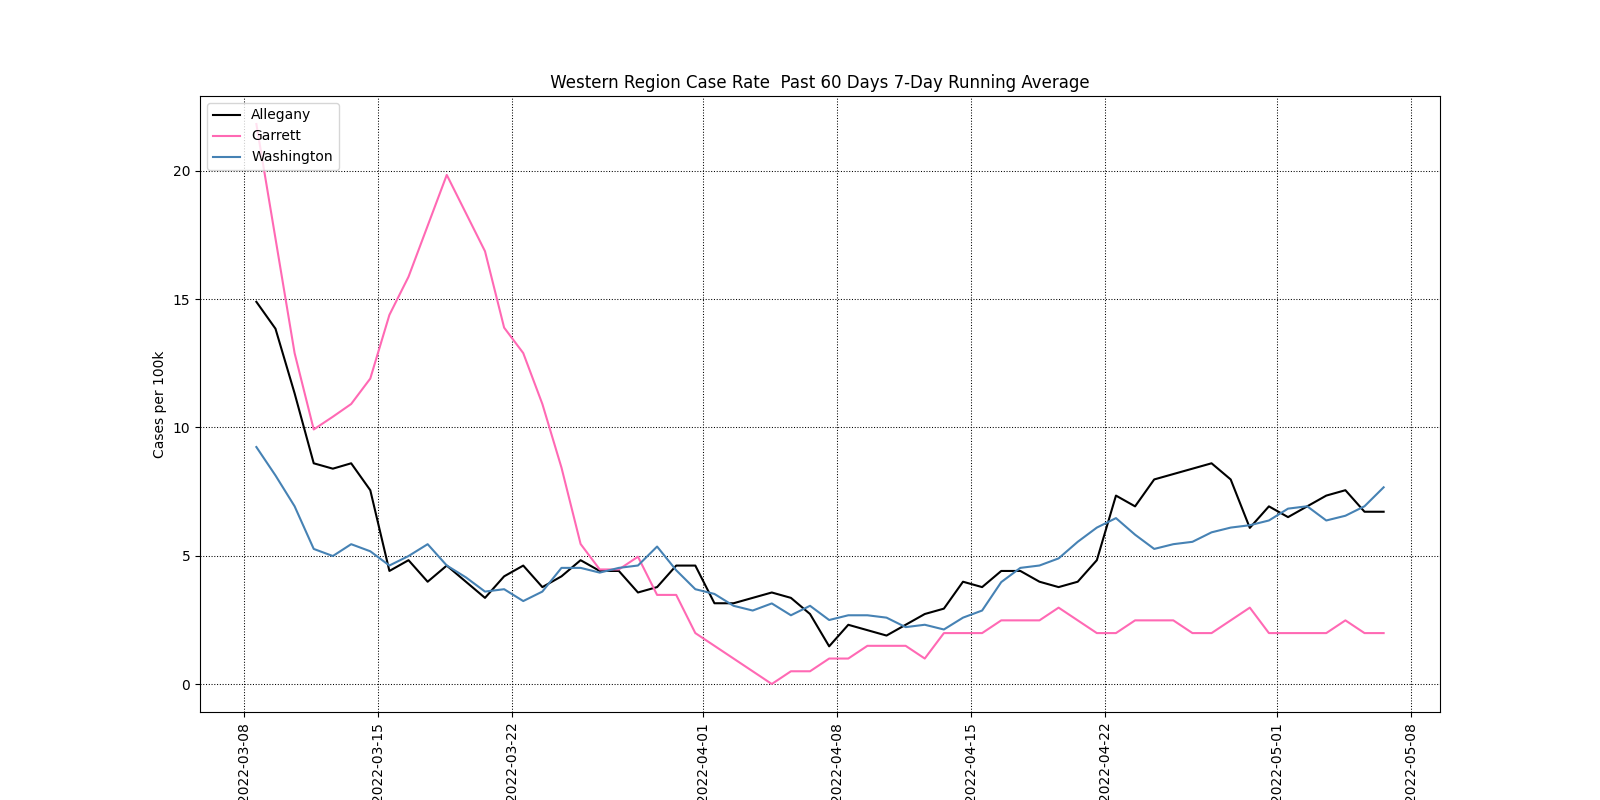 Western Region Case Rate  Past 60 Days 7-Day Running Average
Allegany
Garrett
Washington
20
15
10
5
0
Cases per 100k
2022-03-08
2022-03-15
2022-03-22
2022-04-01
2022-04-08
2022-04-15
2022-04-22
2022-05-01
2022-05-08